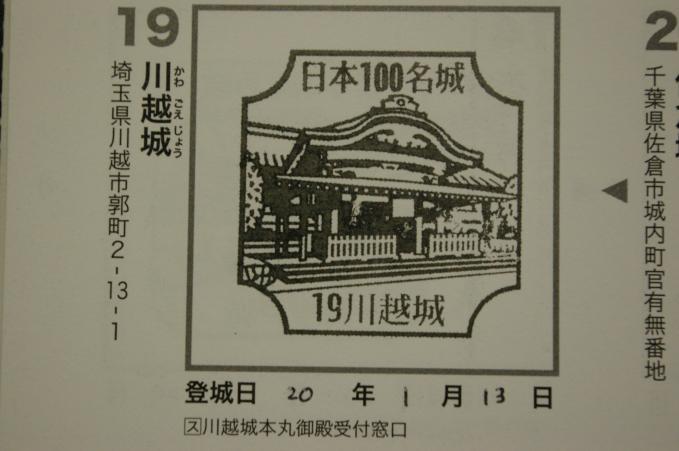 19
川越城
かわ ごえ じょう
埼玉県川越市郭町2-13-1
日本100名城
19川越城
登城日 20 年 1 月 13 日
ス川越城本丸御殿受付窓口
2
千葉県佐倉市城内町官有無番地